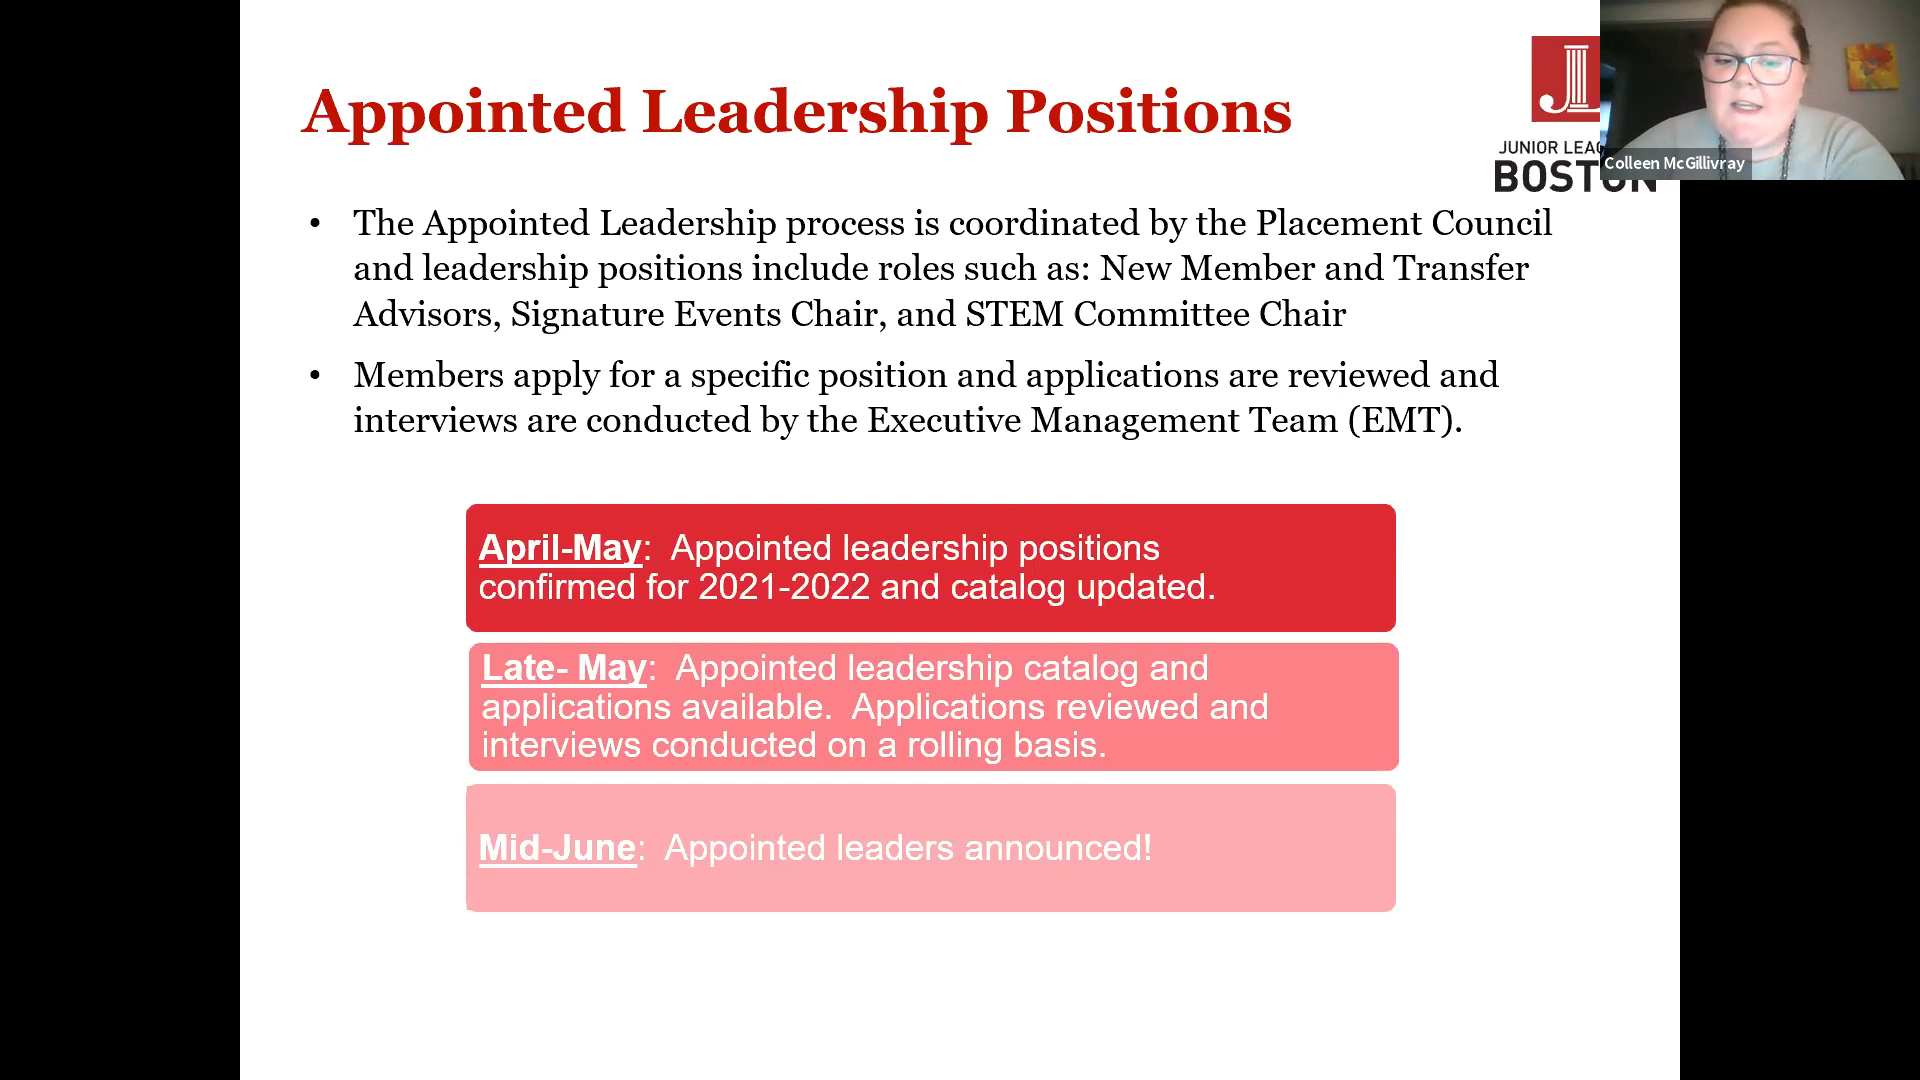 Appointed Leadership Positions
JUNIOR
BOSTON
Colleen McGillivray
• The Appointed Leadership process is coordinated by the Placement Council
and leadership positions include roles such as: New Member and Transfer
Advisors, Signature Events Chair, and STEM Committee Chair
• Members apply for a specific position and applications are reviewed and
interviews are conducted by the Executive Management Team (EMT).
April-May: Appointed leadership positions
confirmed for 2021-2022 and catalog updated.
Late- May: Appointed leadership catalog and
applications available. Applications reviewed and
interviews conducted on a rolling basis.
Mid-June: Appointed leaders announced!